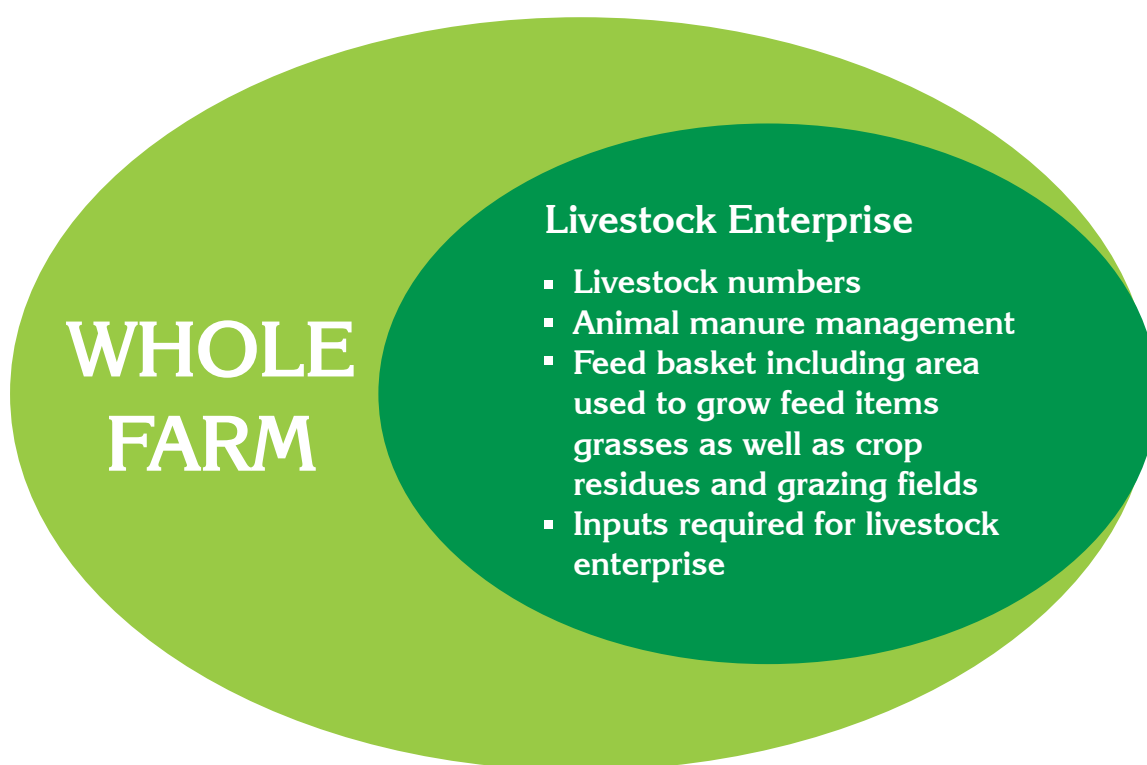 WHOLE
FARM
Livestock Enterprise
▪ Livestock numbers
▪ Animal manure management
▪ Feed basket including area
used to grow feed items
grasses as well as crop
residues and grazing fields
▪ Inputs required for livestock
enterprise